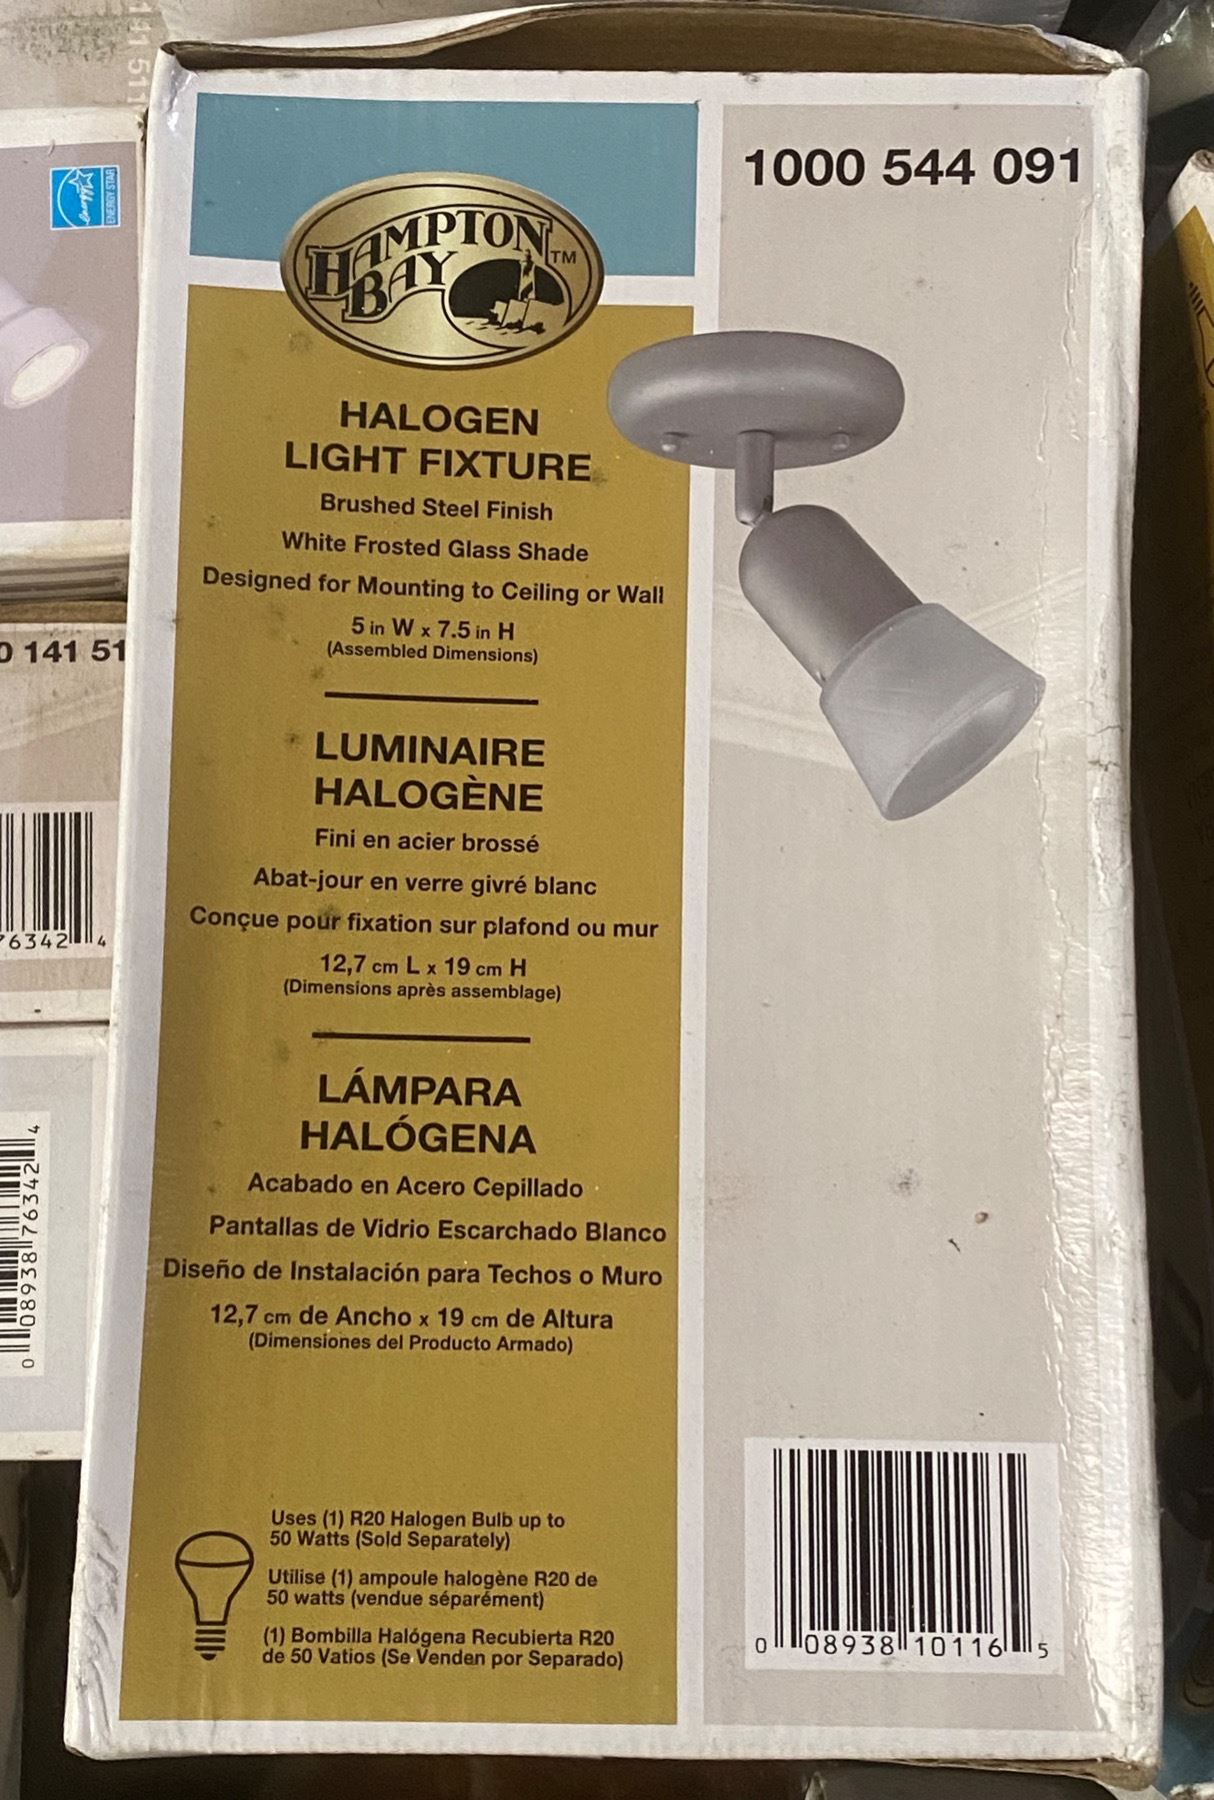 HAMPTON
BAY™
1000 544 091
HALOGEN
LIGHT FIXTURE
Brushed Steel Finish
White Frosted Glass Shade
Designed for Mounting to Ceiling or Wall
5 in W x 7.5 in H
(Assembled Dimensions)
LUMINAIRE
HALOGÈNE
Fini en acier brossé
Abat-jour en verre givré blanc
Conçue pour fixation sur plafond ou mur
12,7 cm L x 19 cm H
(Dimensions après assemblage)
LÁMPARA
HALÓGENA
Acabado en Acero Cepillado
Pantallas de Vidrio Escarchado Blanco
Diseño de Instalación para Techos o Muro
12,7 cm de Ancho x 19 cm de Altura
(Dimensiones del Producto Armado)
Uses (1) R20 Halogen Bulb up to
50 Watts (Sold Separately)
Utilise (1) ampoule halogène R20 de
50 watts (vendue séparément)
(1) Bombilla Halógena Recubierta R20
de 50 Vatios (Se Venden por Separado)
0 08938 10116 5
energy
ENERGY STAR
0 141 51
76342 4
0 08938 76342 4